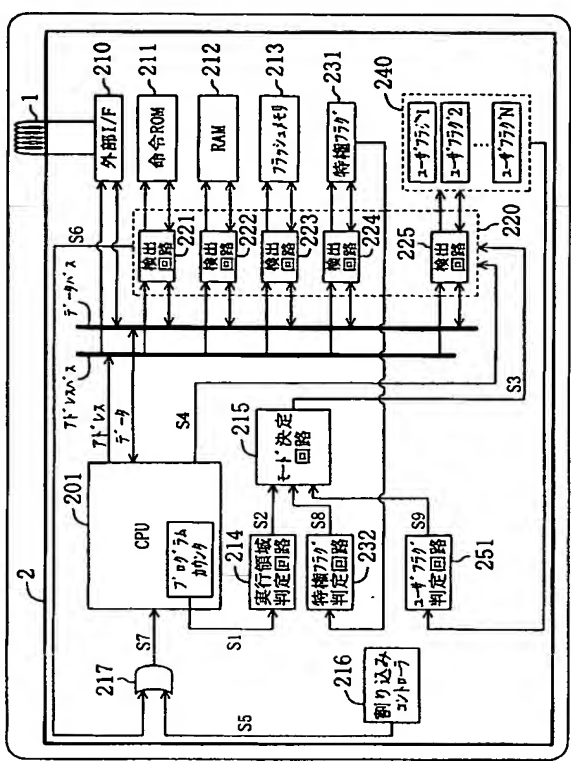 2
1
217
S7
201
CPU
プログラム
カウンタ
アドレス
データ
アドレスバス
データバス
S6
S1
S5
S4
S3
216
割り込み
コントローラ
214
実行領域
判定回路
S2
特権フラグ
判定回路
232
S8
ユーザフラグ
判定回路
251
S9
215
モード決定
回路
220
検出
回路
221
検出
回路
222
検出
回路
223
検出
回路
224
225
検出
回路
外部I/F
210
命令ROM
211
RAM
212
フラッシュメモリ
213
特権フラグ
231
240
ユーザフラグ1
ユーザフラグ2
……
ユーザフラグN